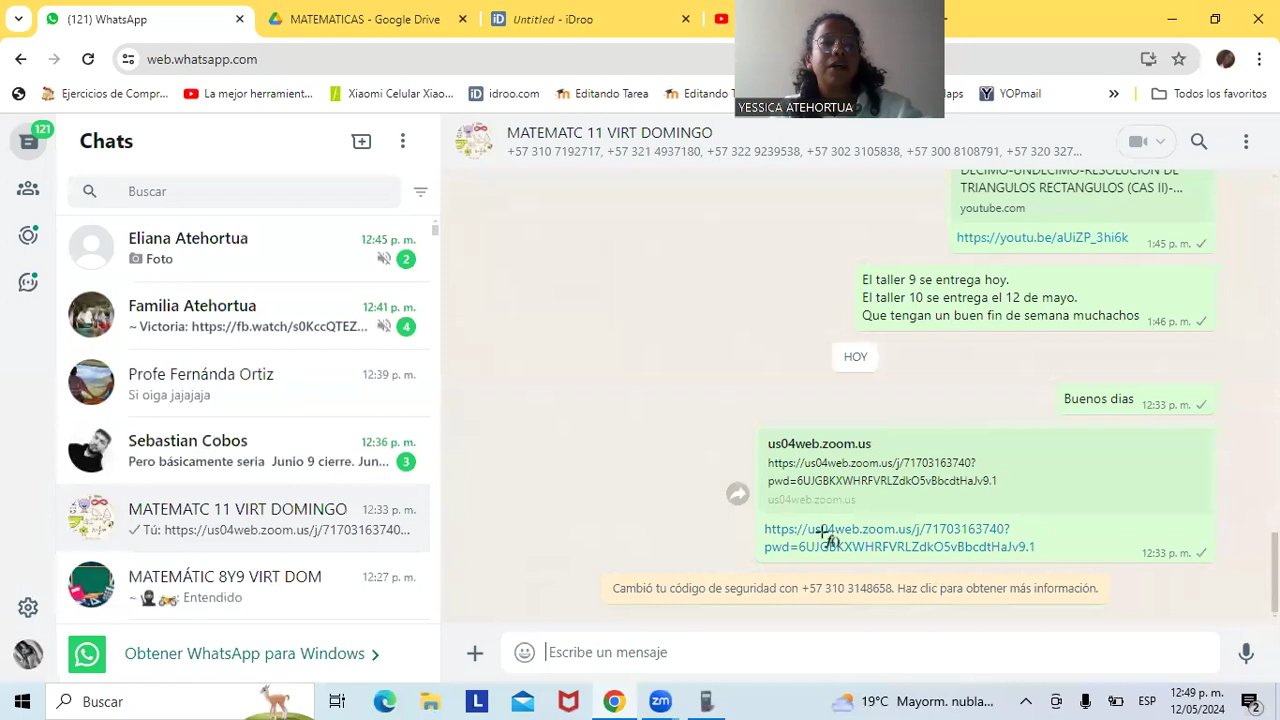 (121) WhatsApp
MATEMATICAS - Google Drive
Untitled - iDroo
web.whatsapp.com
Ejercicios de Compr...
La mejor herramient...
Xiaomi Celular Xiao...
idroo.com
Editando Tarea
Editando Tarea
Maps
YOPmail
Todos los favoritos
YESSICA ATEHORTUA
121
Chats
Buscar
Eliana Atehortua
12:45 p. m.
Foto
2
Familia Atehortua
12:41 p. m.
~ Victoria: https://fb.watch/s0KccQTEZ...
4
Profe Fernánda Ortiz
12:39 p. m.
Si oiga jajajaja
Sebastian Cobos
12:36 p. m.
Pero básicamente seria Junio 9 cierre. Jun...
3
MATEMATC 11 VIRT DOMINGO
12:33 p. m.
Tú: https://us04web.zoom.us/j/71703163740...
MATEMÁTIC 8Y9 VIRT DOM
12:27 p. m.
~ : Entendido
Obtener WhatsApp para Windows
MATEMATC 11 VIRT DOMINGO
+57 310 7192717, +57 321 4937180, +57 322 9239538, +57 302 3105838, +57 300 8108791, +57 320 327...
DECIMO-UNDECIMO-RESOLUCION DE
TRIANGULOS RECTANGULOS (CAS II)-...
youtube.com
https://youtu.be/aUiZP_3hi6k
1:45 p. m.
El taller 9 se entrega hoy.
El taller 10 se entrega el 12 de mayo.
Que tengan un buen fin de semana muchachos
1:46 p. m.
HOY
Buenos dias
12:33 p. m.
us04web.zoom.us
https://us04web.zoom.us/j/71703163740?
pwd=6UJGBKXWHRFVRLZdkO5vBbcdtHaJv9.1
us04web.zoom.us
https://us04web.zoom.us/j/71703163740?
pwd=6UJGBKXWHRFVRLZdkO5vBbcdtHaJv9.1
12:33 p. m.
Cambió tu código de seguridad con +57 310 3148658. Haz clic para obtener más información.
Escribe un mensaje
Buscar
L
zm
19°C Mayorm. nubla...
ESP
12:49 p. m.
12/05/2024
2